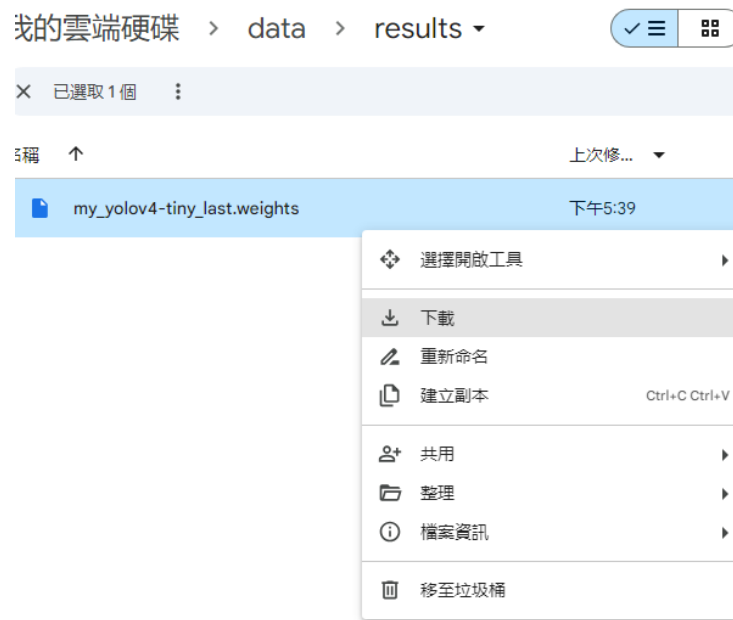 我的雲端硬碟 > data > results
已選取 1 個
名稱 上次修...
my_yolov4-tiny_last.weights 下午5:39
選擇開啟工具
下載
重新命名
建立副本 Ctrl+C Ctrl+V
共用
整理
檔案資訊
移至垃圾桶